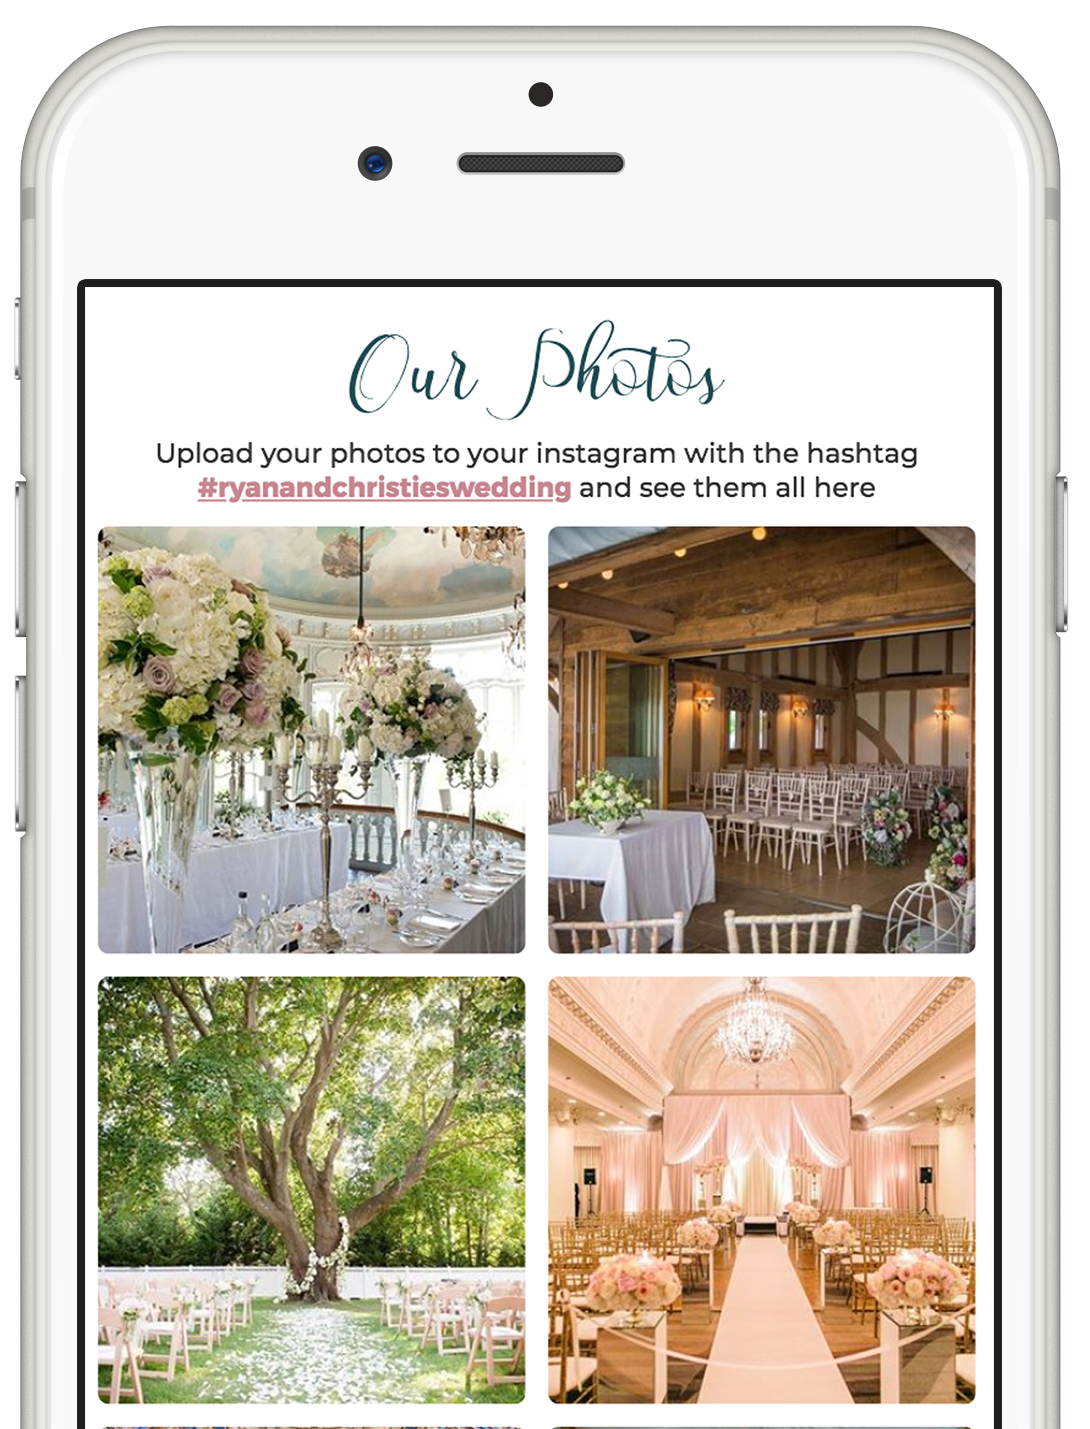 Our Photos
Upload your photos to your instagram with the hashtag
#ryanandchristieswedding and see them all here